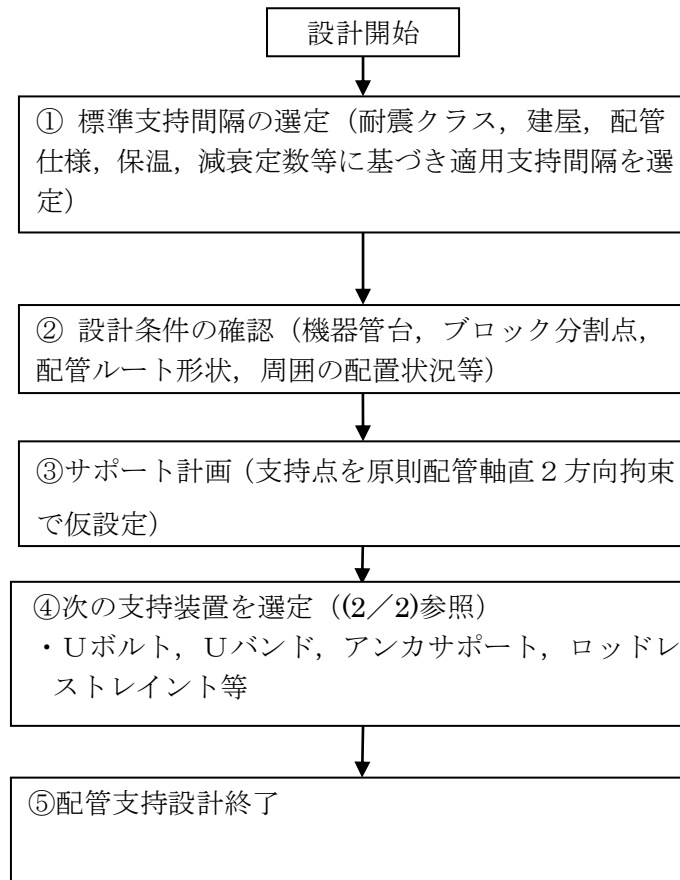 設計開始
① 標準支持間隔の選定（耐震クラス，建屋，配管
仕様，保温，減衰定数等に基づき適用支持間隔を選
定）
② 設計条件の確認（機器管台，ブロック分割点，
配管ルート形状，周囲の配置状況等）
③サポート計画（支持点を原則配管軸直２方向拘束
で仮設定）
④次の支持装置を選定（(2／2)参照）
・Ｕボルト，Ｕバンド，アンカサポート，ロッドレ
ストレイント等
⑤配管支持設計終了